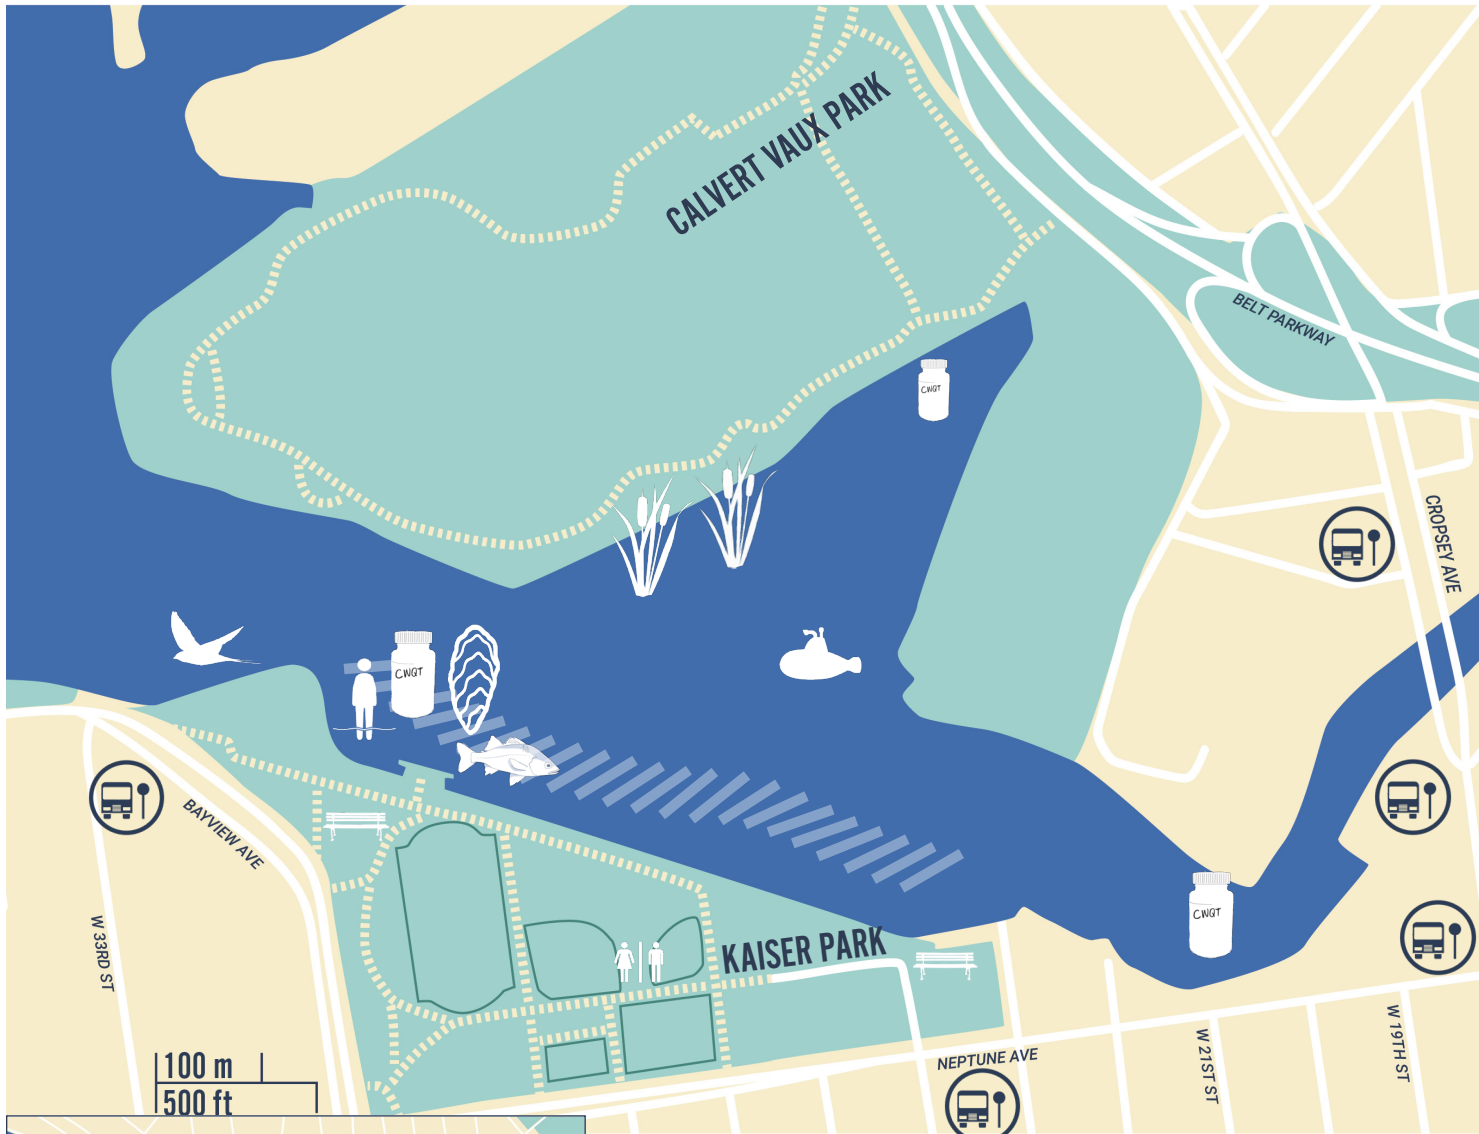 CALVERT VAUX PARK
BELT PARKWAY
CWQT
CROPSEY AVE
CWQT
BAYVIEW AVE
CWQT
W 33RD ST
KAISER PARK
NEPTUNE AVE
W 21ST ST
W 19TH ST
100 m
500 ft